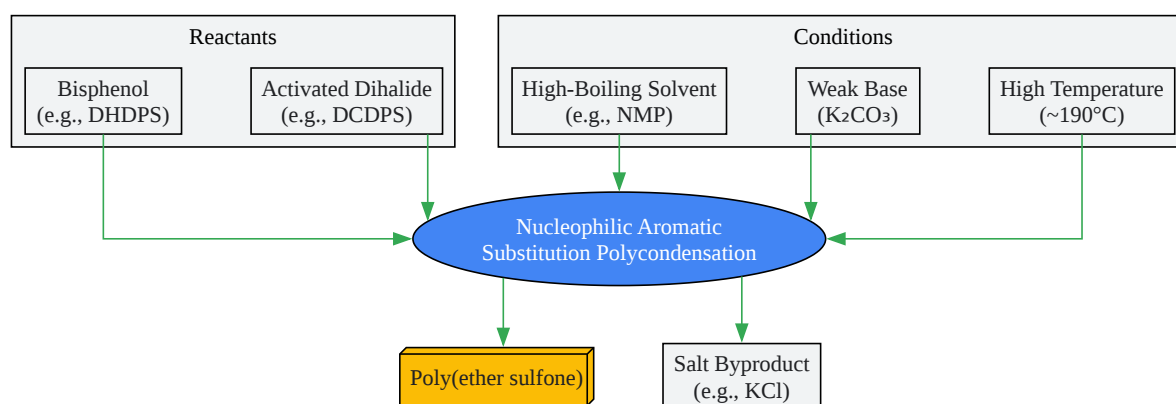 Reactants
Conditions
Bisphenol
(e.g., DHDPS)
Activated Dihalide
(e.g., DCDPS)
High-Boiling Solvent
(e.g., NMP)
Weak Base
(K₂CO₃)
High Temperature
(~190°C)
Nucleophilic Aromatic
Substitution Polycondensation
Poly(ether sulfone)
Salt Byproduct
(e.g., KCl)